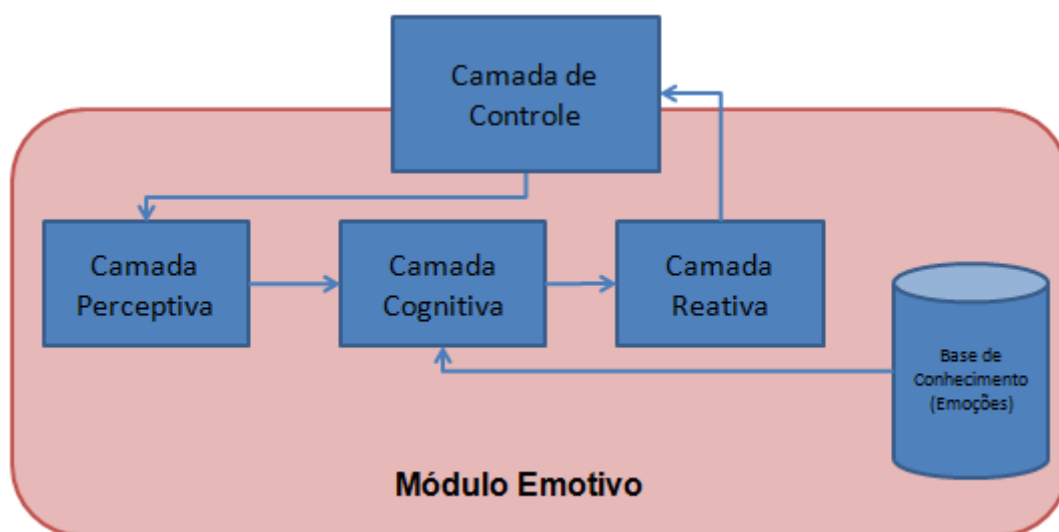 Camada de
Controle
Camada
Perceptiva
Camada
Cognitiva
Camada
Reativa
Base de
Conhecimento
(Emoções)
Módulo Emotivo